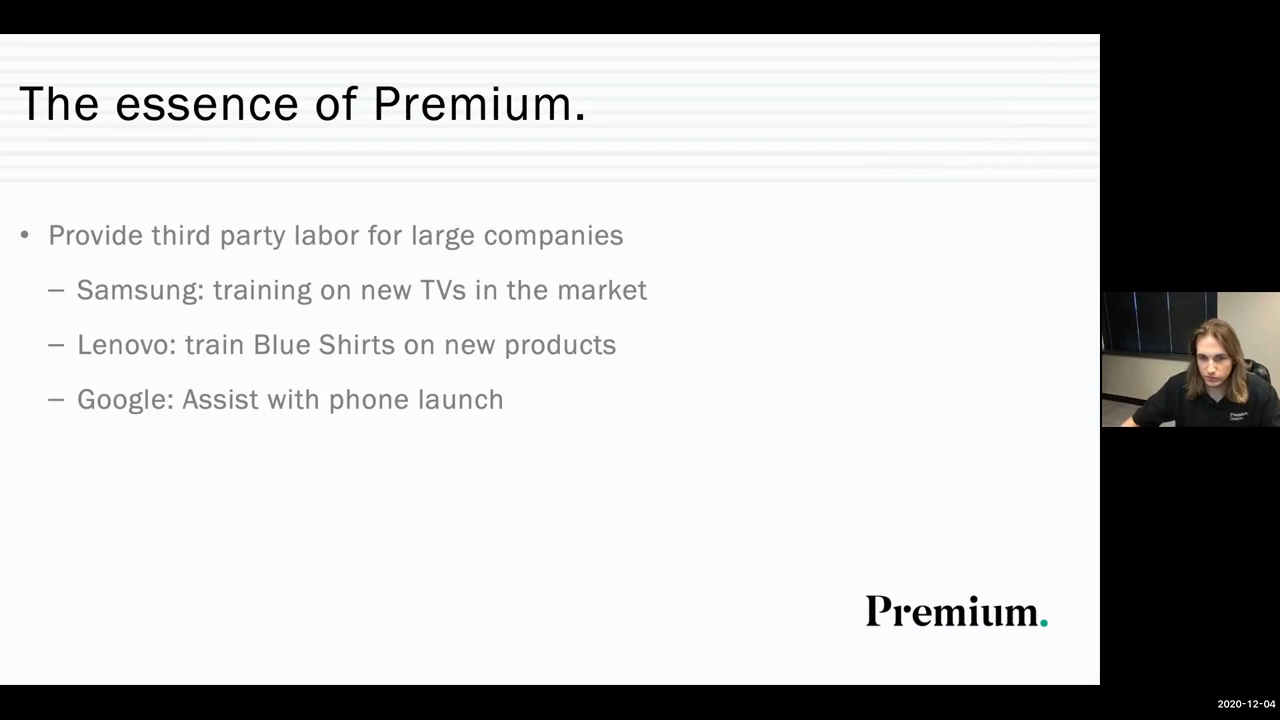 The essence of Premium.
• Provide third party labor for large companies
– Samsung: training on new TVs in the market
– Lenovo: train Blue Shirts on new products
– Google: Assist with phone launch
Premium.
Premium.
2020-12-04